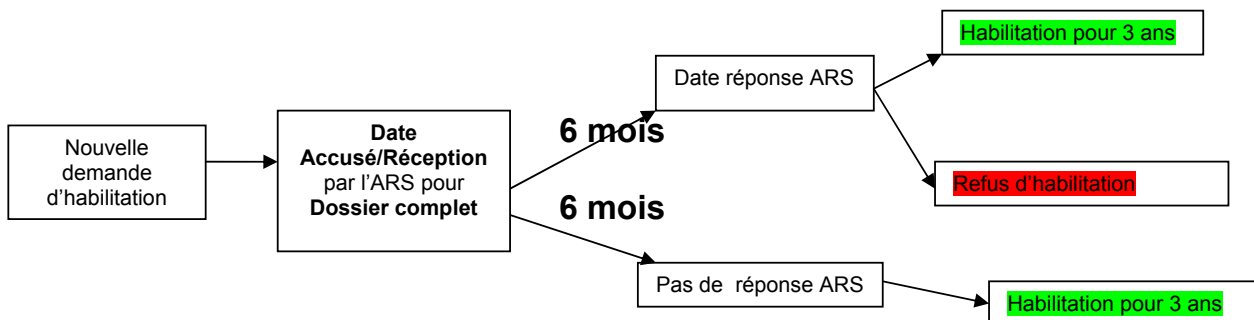 Nouvelle
demande
d'habilitation
Date
Accusé/Réception
par l'ARS pour
Dossier complet
6 mois
6 mois
Date réponse ARS
Pas de réponse ARS
Habilitation pour 3 ans
Refus d'habilitation
Habilitation pour 3 ans